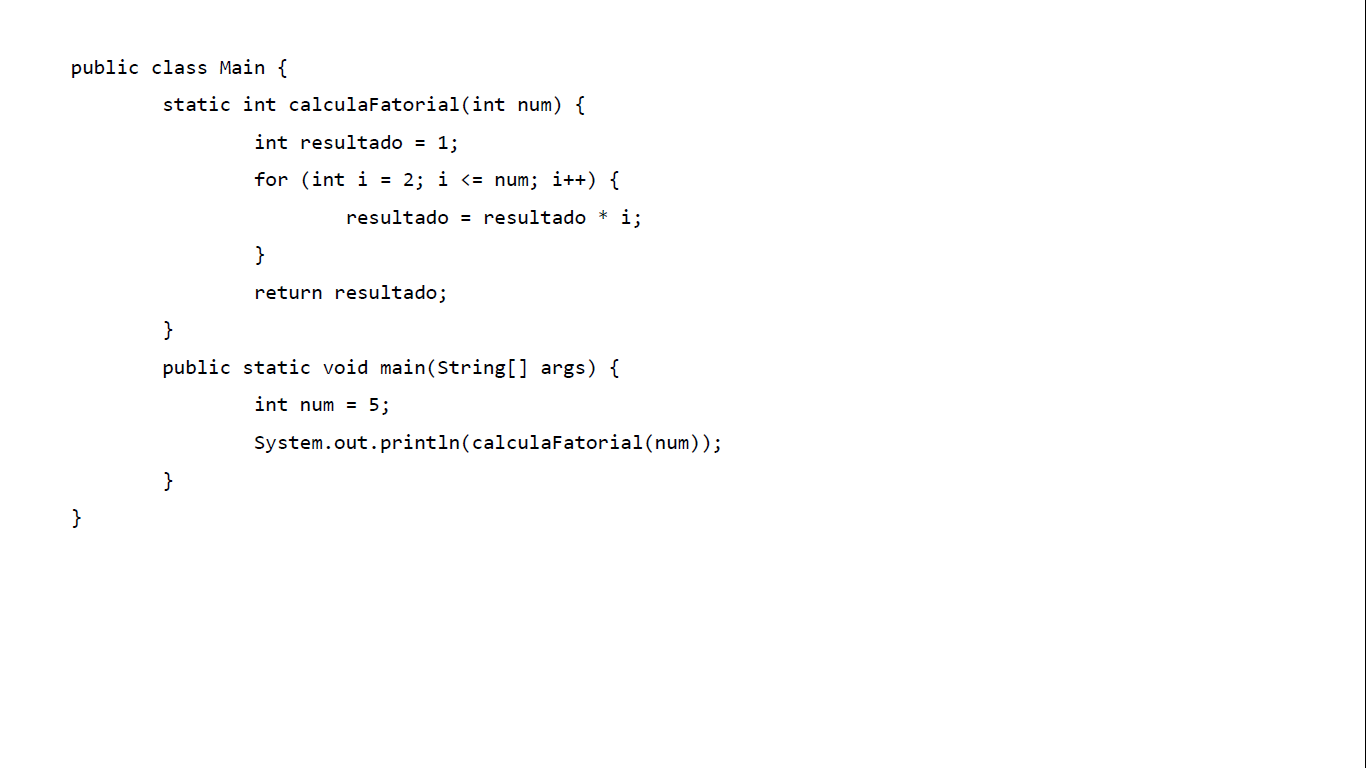 public class Main {
static int calculaFatorial(int num) {
int resultado = 1;
for (int i = 2; i <= num; i++) {
resultado = resultado * i;
}
return resultado;
}
public static void main(String[] args) {
int num = 5;
System.out.println(calculaFatorial(num));
}
}